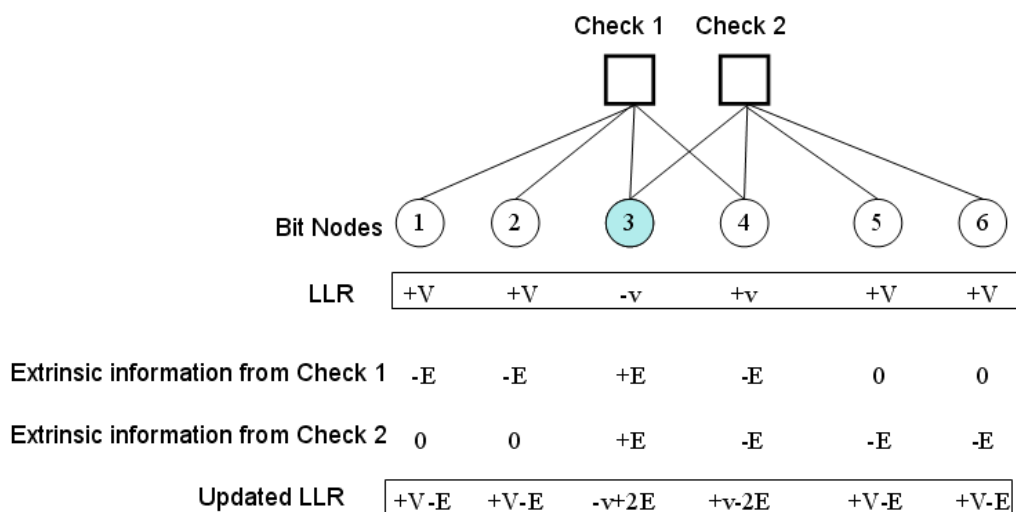 Check 1 Check 2
Bit Nodes 1 2 3 4 5 6
LLR +V +V -v +v +V +V
Extrinsic information from Check 1 -E -E +E -E 0 0
Extrinsic information from Check 2 0 0 +E -E -E -E
Updated LLR +V-E +V-E -v+2E +v-2E +V-E +V-E